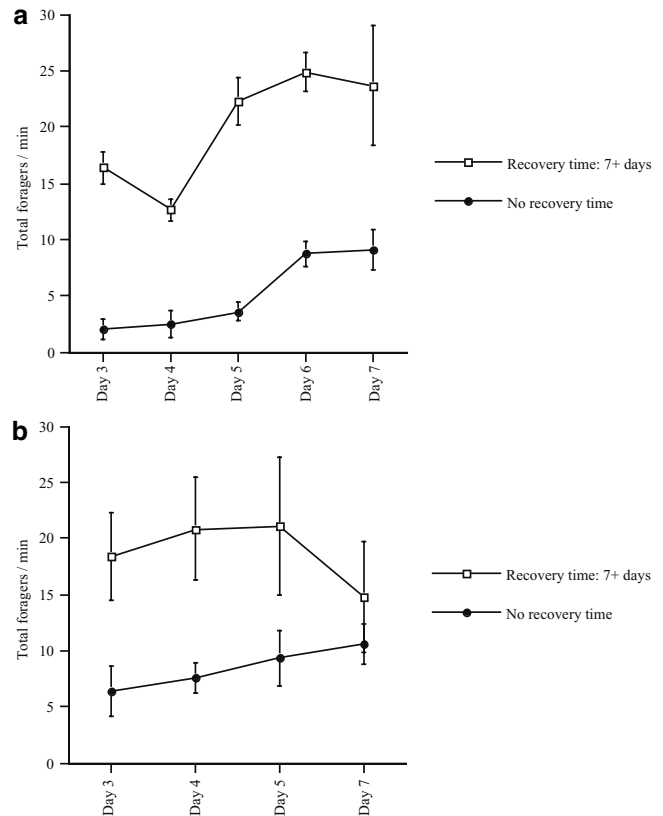 a
30
25
20
15
10
5
0
Total foragers / min
Day 3
Day 4
Day 5
Day 6
Day 7
Recovery time: 7+ days
No recovery time
b
30
25
20
15
10
5
0
Total foragers / min
Day 3
Day 4
Day 5
Day 7
Recovery time: 7+ days
No recovery time